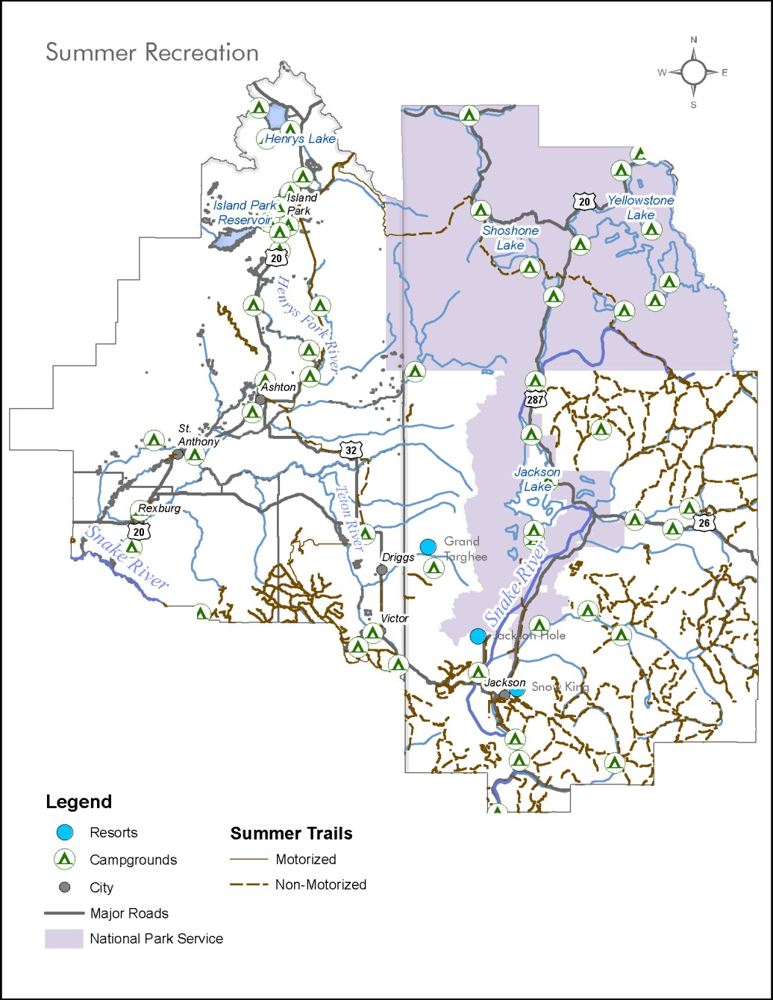 Summer Recreation
N
W
E
S
Henrys Lake
Island
Park
Island Park
Reservoir
20
Yellowstone
Lake
20
Shoshone
Lake
Henrys Fork River
Ashton
287
St.
Anthony
32
Jackson
Lake
Teton River
Rexburg
20
26
Snake River
Grand
Targhee
Driggs
Snake River
Victor
Jackson Hole
Jackson
Snow King
Legend
Resorts
Campgrounds
City
Major Roads
National Park Service
Summer Trails
Motorized
Non-Motorized